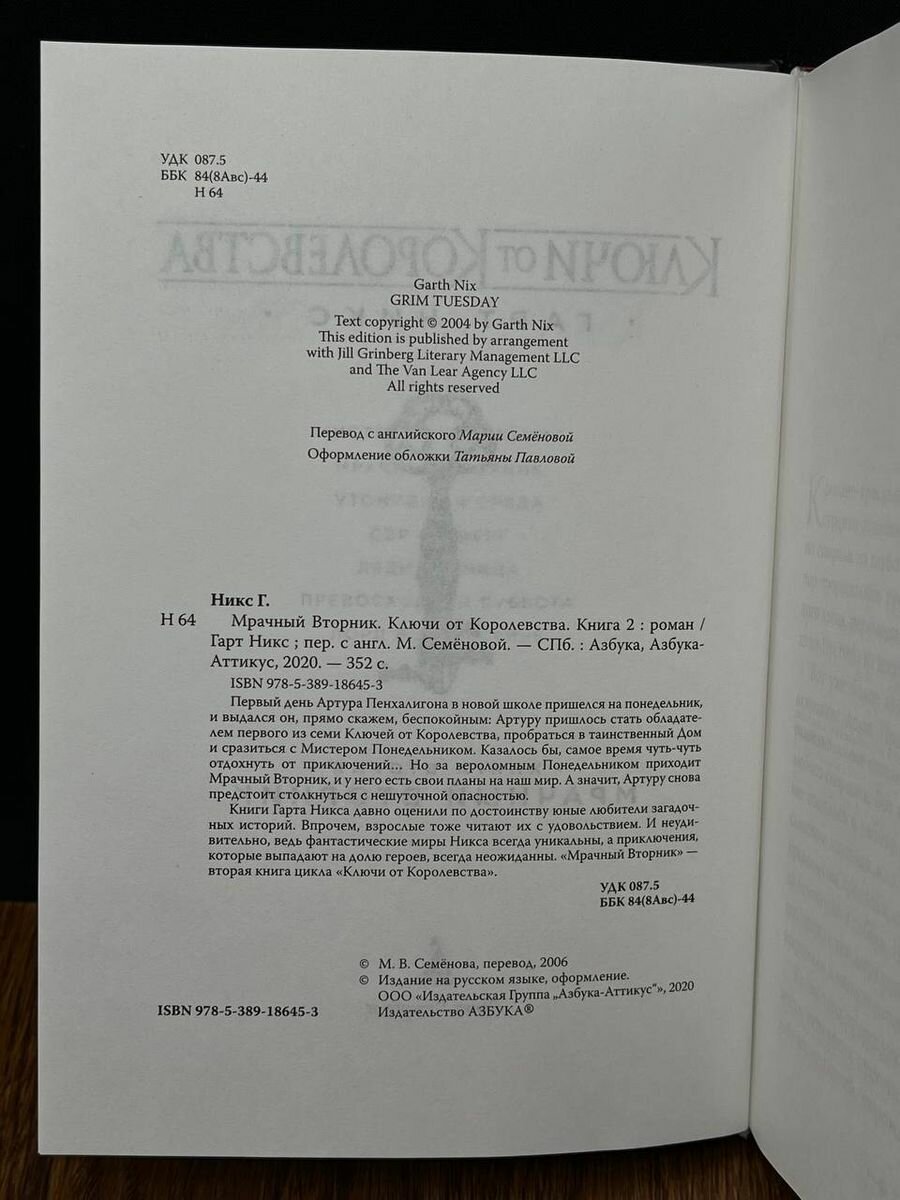 УДК 087.5
ББК 84(8Авс)-44
Н 64
КЛЮЧИ ОТ КОРОЛЕВСТВА
Garth Nix
GRIM TUESDAY
Text copyright © 2004 by Garth Nix
This edition is published by arrangement
with Jill Grinberg Literary Management LLC
and The Van Lear Agency LLC
All rights reserved
Перевод с английского Марии Семёновой
Оформление обложки Татьяны Павловой
Никс Г.
Н 64 Мрачный Вторник. Ключи от Королевства. Книга 2 : роман /
Гарт Никс ; пер. с англ. М. Семёновой. — СПб. : Азбука, Азбука-
Аттикус, 2020. — 352 с.
ISBN 978-5-389-18645-3
Первый день Артура Пенхалигона в новой школе пришелся на понедельник,
и выдался он, прямо скажем, беспокойным: Артуру пришлось стать обладате-
лем первого из семи Ключей от Королевства, пробраться в таинственный Дом
и сразиться с Мистером Понедельником. Казалось бы, самое время чуть-чуть
отдохнуть от приключений... Но за вероломным Понедельником приходит
Мрачный Вторник, и у него есть свои планы на наш мир. А значит, Артуру снова
предстоит столкнуться с нешуточной опасностью.
Книги Гарта Никса давно оценили по достоинству юные любители загадоч-
ных историй. Впрочем, взрослые тоже читают их с удовольствием. И неуди-
вительно, ведь фантастические миры Никса всегда уникальны, а приключения,
которые выпадают на долю героев, всегда неожиданны. «Мрачный Вторник» —
вторая книга цикла «Ключи от Королевства».
УДК 087.5
ББК 84(8Авс)-44
© М. В. Семёнова, перевод, 2006
© Издание на русском языке, оформление.
ООО «Издательская Группа „Азбука-Аттикус“», 2020
Издательство АЗБУКА®
ISBN 978-5-389-18645-3